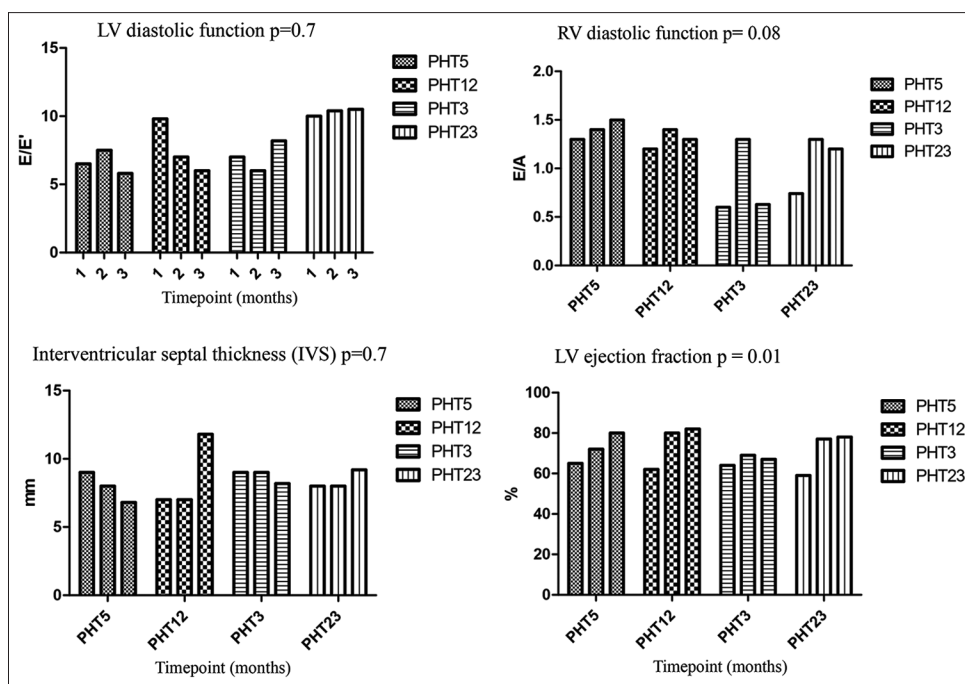 LV diastolic function p=0.7
15
10
5
0
E/E'
1 2 3 1 2 3 1 2 3 1 2 3
Timepoint (months)
PHT5
PHT12
PHT3
PHT23
RV diastolic function p= 0.08
2.0
1.5
1.0
0.5
0.0
E/A
PHT5 PHT12 PHT3 PHT23
PHT5
PHT12
PHT3
PHT23
Interventricular septal thickness (IVS) p=0.7
15
10
5
0
mm
PHT5 PHT12 PHT3 PHT23
Timepoint (months)
PHT5
PHT12
PHT3
PHT23
LV ejection fraction p = 0.01
100
80
60
40
20
0
%
PHT5 PHT12 PHT3 PHT23
Timepoint (months)
PHT5
PHT12
PHT3
PHT23